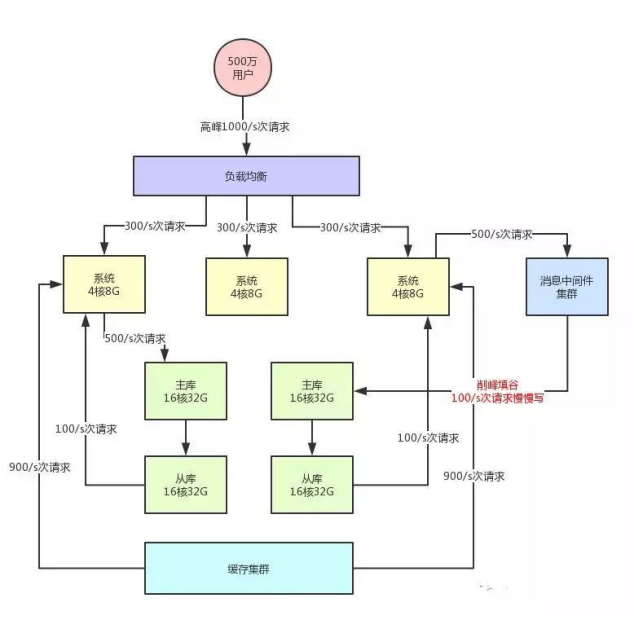 500万
用户
高峰1000/s次请求
负载均衡
300/s次请求
300/s次请求
300/s次请求
500/s次请求
系统
4核8G
系统
4核8G
系统
4核8G
消息中间件
集群
500/s次请求
主库
16核32G
主库
16核32G
削峰填谷
100/s次请求慢慢写
100/s次请求
100/s次请求
900/s次请求
900/s次请求
从库
16核32G
从库
16核32G
缓存集群